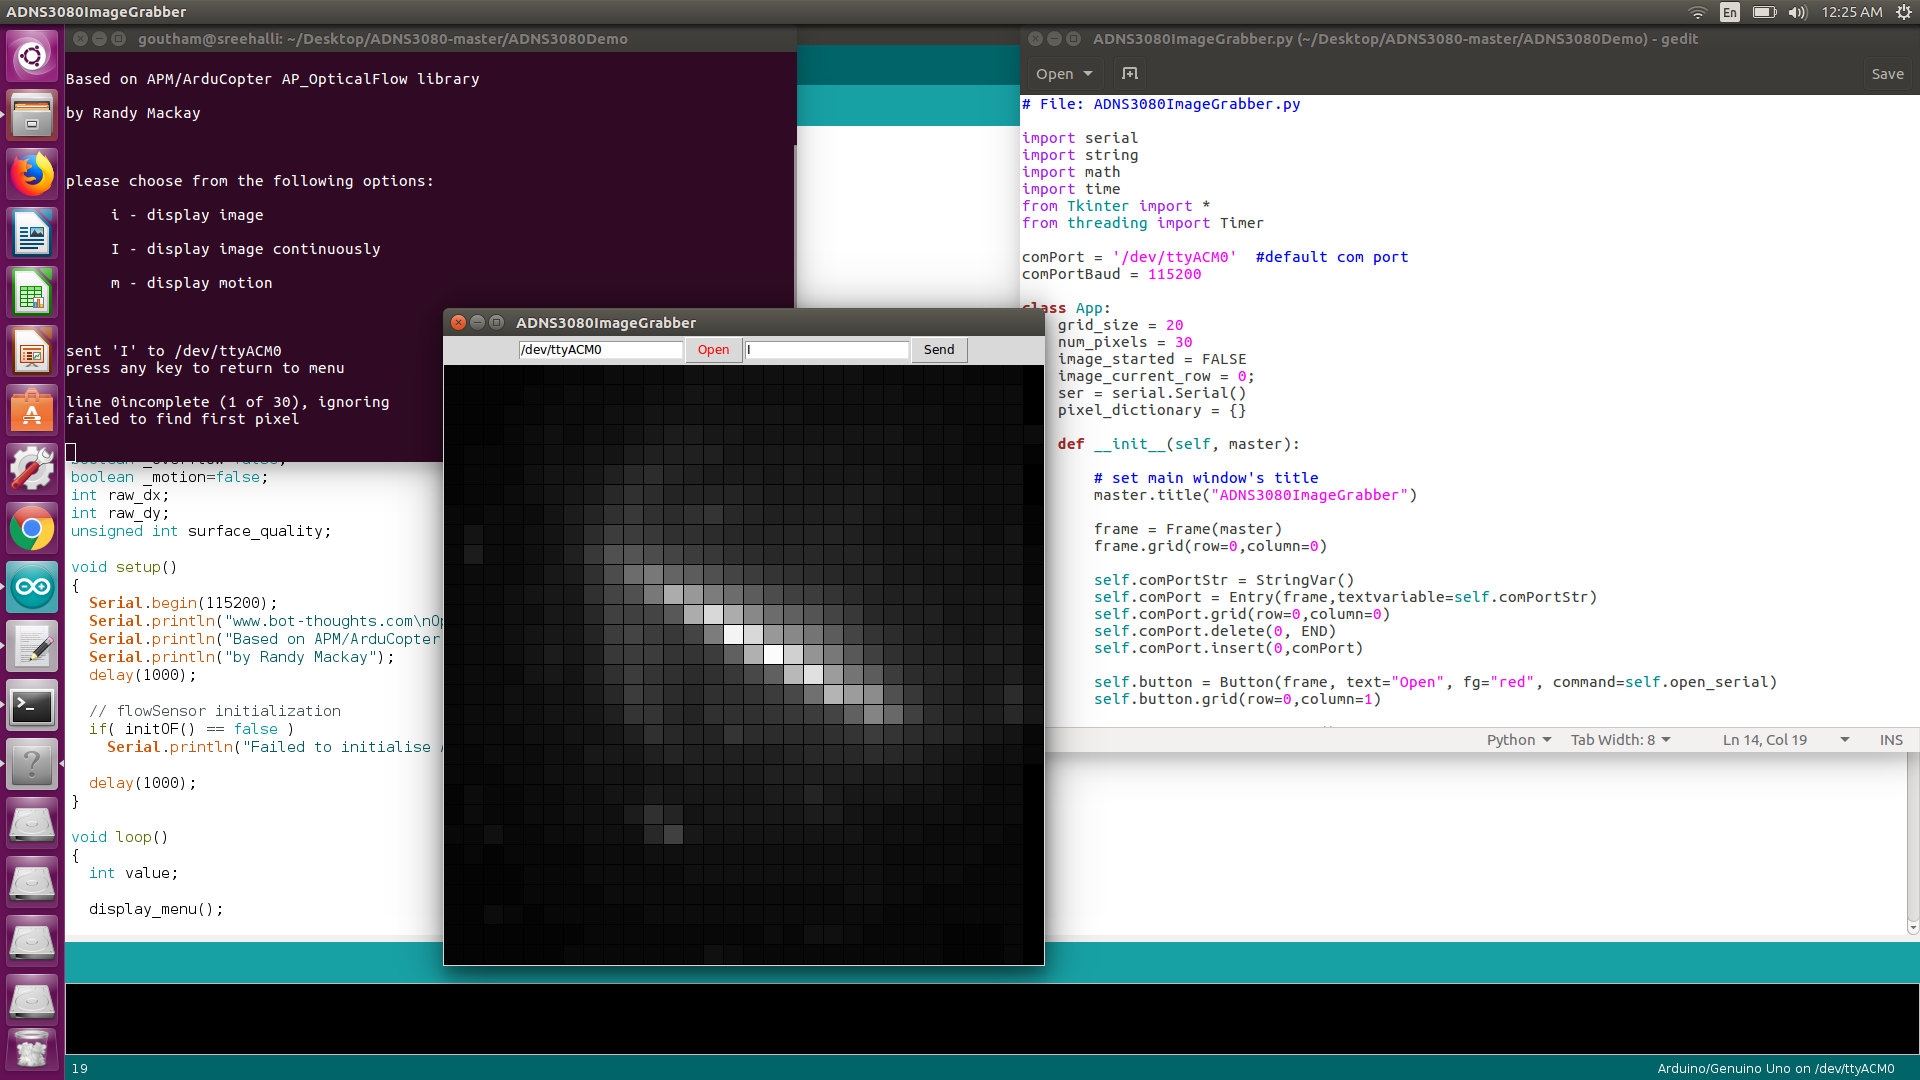 ADNS3080ImageGrabber
En
12:25 AM
goutham@sreehalli: ~/Desktop/ADNS3080-master/ADNS3080Demo
Based on APM/ArduCopter AP_OpticalFlow library
by Randy Mackay
please choose from the following options:
i - display image
I - display image continuously
m - display motion
sent 'I' to /dev/ttyACM0
press any key to return to menu
line 0incomplete (1 of 30), ignoring
failed to find first pixel
boolean _motion=false;
int raw_dx;
int raw_dy;
unsigned int surface_quality;
void setup()
{
Serial.begin(115200);
Serial.println("www.bot-thoughts.com\nOp
Serial.println("Based on APM/ArduCopter
Serial.println("by Randy Mackay");
delay(1000);
// flowSensor initialization
if( initOF() == false )
Serial.println("Failed to initialise
delay(1000);
}
void loop()
{
int value;
display_menu();
ADNS3080ImageGrabber
/dev/ttyACM0
Open
I
Send
ADNS3080ImageGrabber.py (~/Desktop/ADNS3080-master/ADNS3080Demo) - gedit
Open
Save
# File: ADNS3080ImageGrabber.py
import serial
import string
import math
import time
from Tkinter import *
from threading import Timer
comPort = '/dev/ttyACM0'  #default com port
comPortBaud = 115200
class App:
grid_size = 20
num_pixels = 30
image_started = FALSE
image_current_row = 0;
ser = serial.Serial()
pixel_dictionary = {}
def __init__(self, master):
# set main window's title
master.title("ADNS3080ImageGrabber")
frame = Frame(master)
frame.grid(row=0,column=0)
self.comPortStr = StringVar()
self.comPort = Entry(frame,textvariable=self.comPortStr)
self.comPort.grid(row=0,column=0)
self.comPort.delete(0, END)
self.comPort.insert(0,comPort)
self.button = Button(frame, text="Open", fg="red", command=self.open_serial)
self.button.grid(row=0,column=1)
Python
Tab Width: 8
Ln 14, Col 19
INS
19
Arduino/Genuino Uno on /dev/ttyACM0